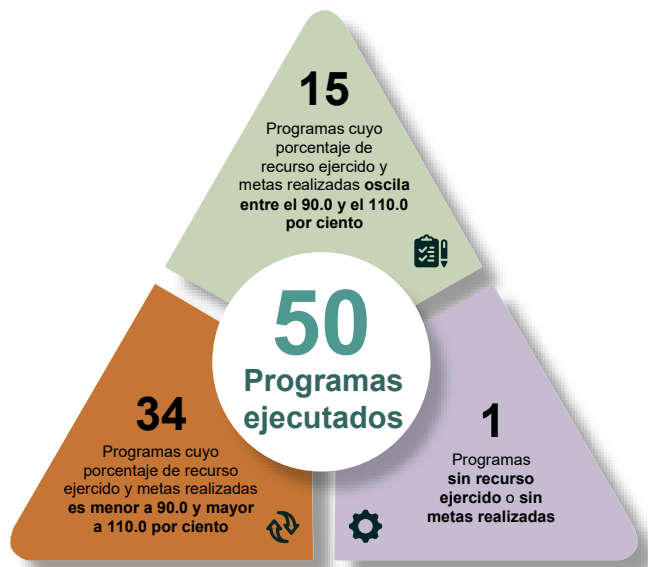 15
Programas cuyo
porcentaje de
recurso ejercido y
metas realizadas oscila
entre el 90.0 y el 110.0
por ciento
50
Programas
ejecutados
34
Programas cuyo
porcentaje de recurso
ejercido y metas realizadas
es menor a 90.0 y mayor
a 110.0 por ciento
1
Programas
sin recurso
ejercido o sin
metas realizadas